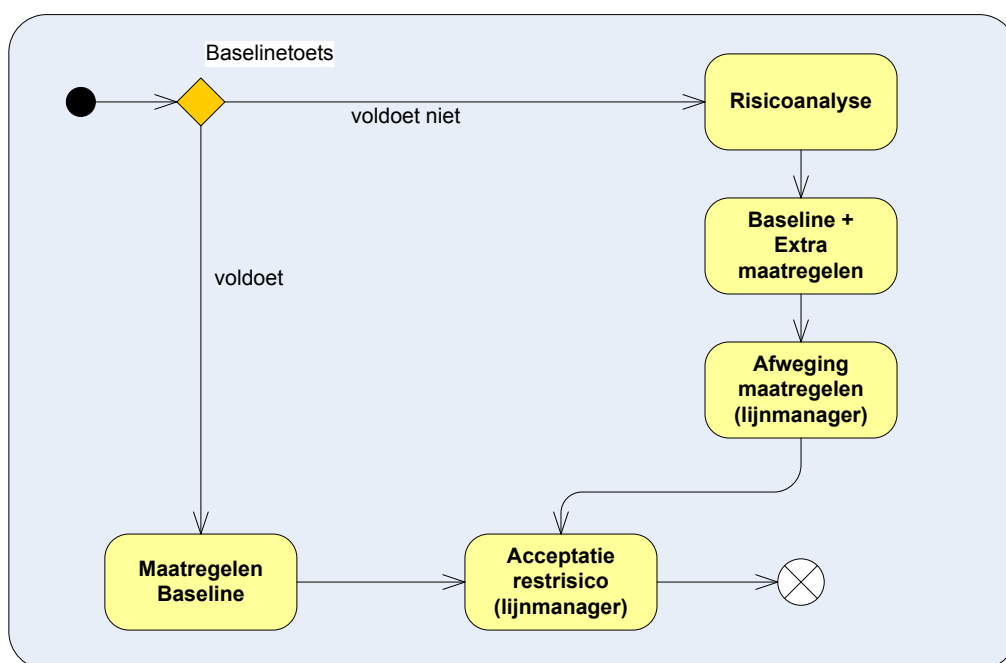 Baselinetoets
voldoet niet
Risicoanalyse
Baseline +
Extra
maatregelen
voldoet
Afweging
maatregelen
(lijnmanager)
Maatregelen
Baseline
Acceptatie
restrisico
(lijnmanager)